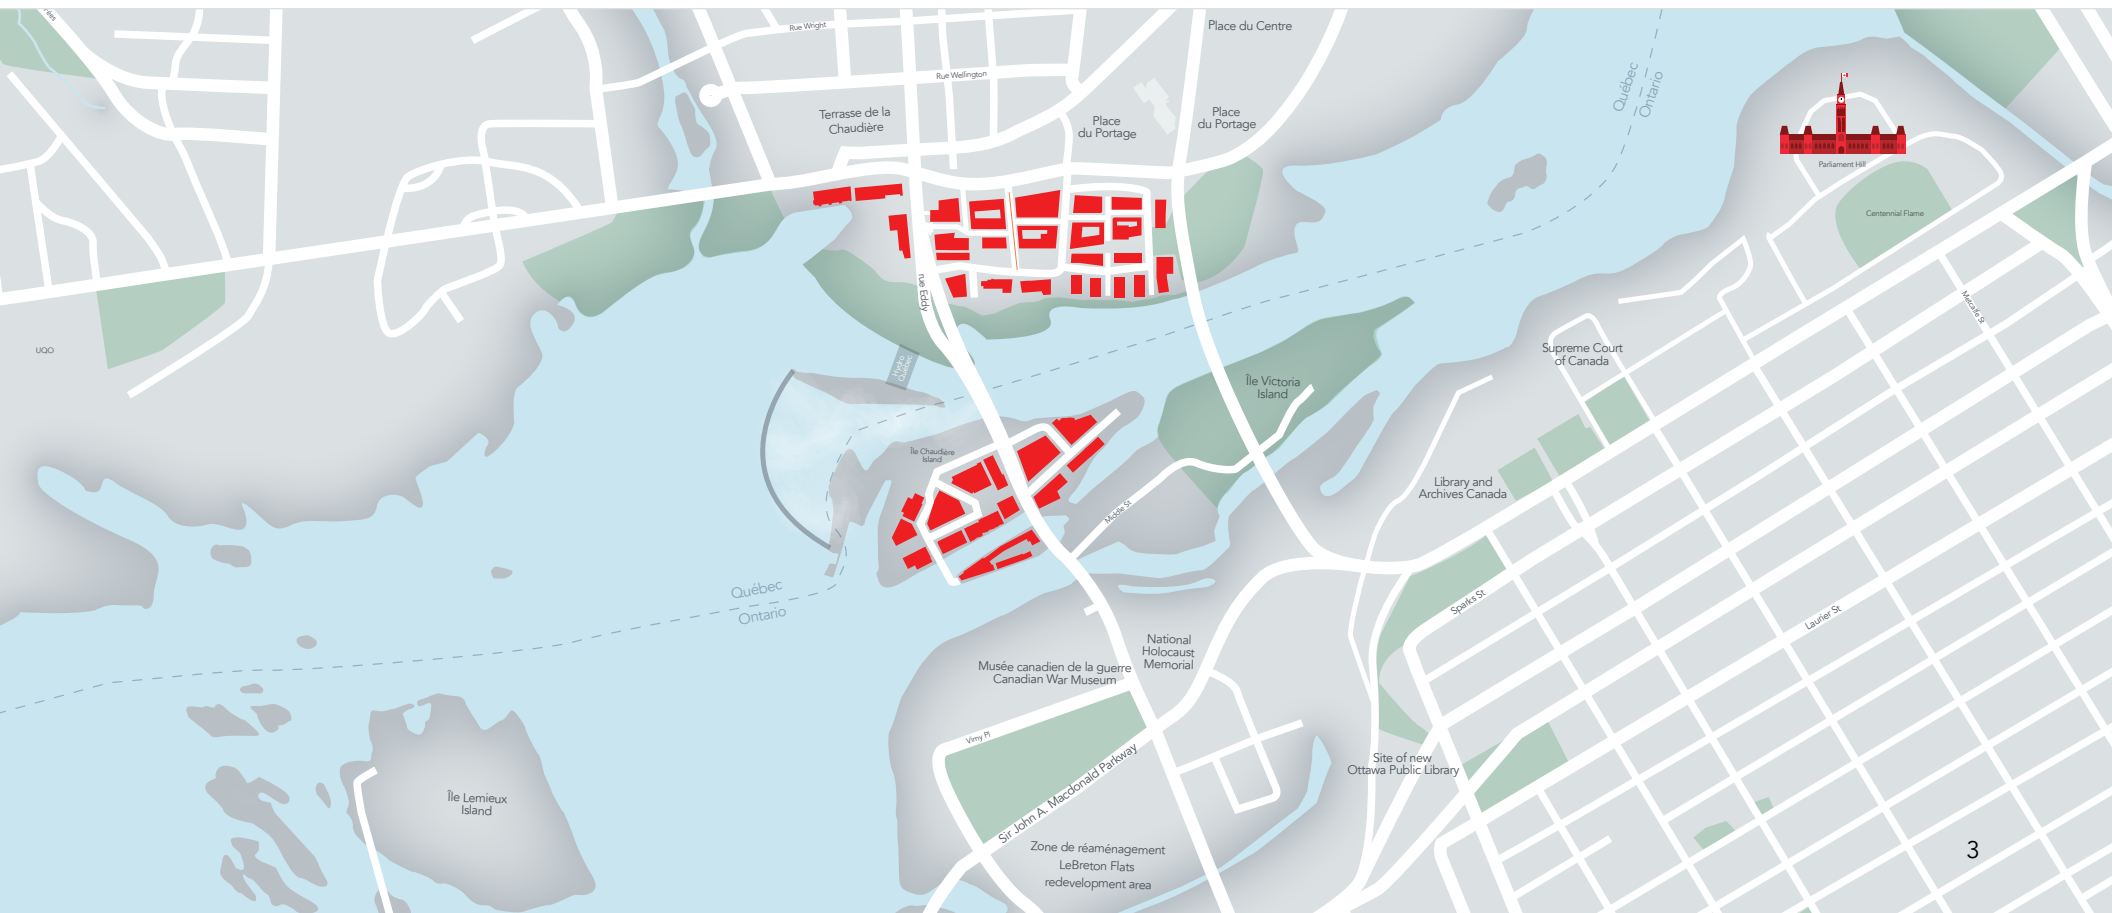 Rue Wright
Place du Centre
Rue Wellington
Terrasse de la
Chaudière
Place
du Portage
Place
du Portage
Québec
Ontario
Parliament Hill
Centennial Flame
rue Eddy
Metcalfe St
UQO
Hydro
Québec
Supreme Court
of Canada
Île Victoria
Island
Île Chaudière
Island
Library and
Archives Canada
Middle St
Québec
Ontario
Sparks St
Laurier St
National
Holocaust
Memorial
Musée canadien de la guerre
Canadian War Museum
Vimy Pl
Sir John A. Macdonald Parkway
Site of new
Ottawa Public Library
Île Lemieux
Island
Zone de réaménagement
LeBreton Flats
redevelopment area
3